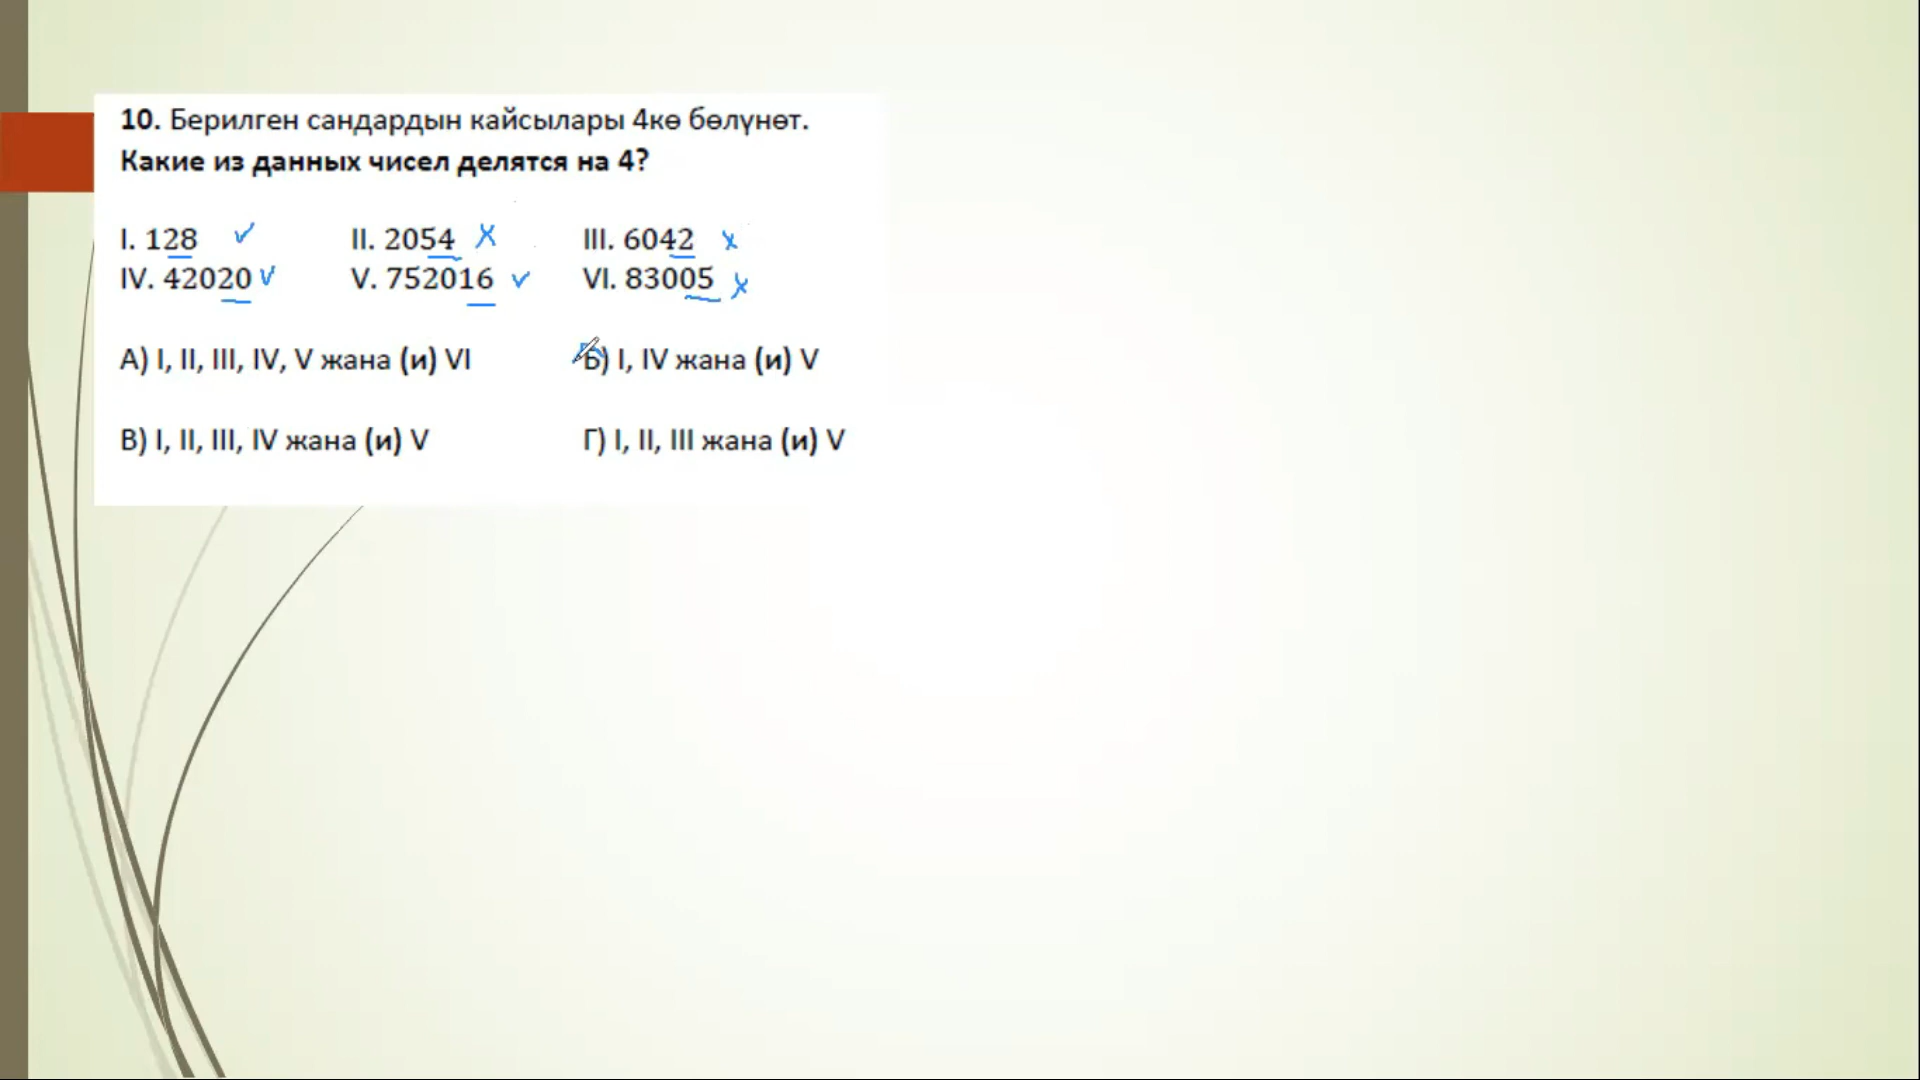 10. Берилген сандардын кайсылары 4кө бөлүнөт.
Какие из данных чисел делятся на 4?
I. 128 ✓ II. 2054 x III. 6042 x
IV. 42020 ✓ V. 752016 ✓ VI. 83005 x
А) I, II, III, IV, V жана (и) VI Б) I, IV жана (и) V
В) I, II, III, IV жана (и) V Г) I, II, III жана (и) V